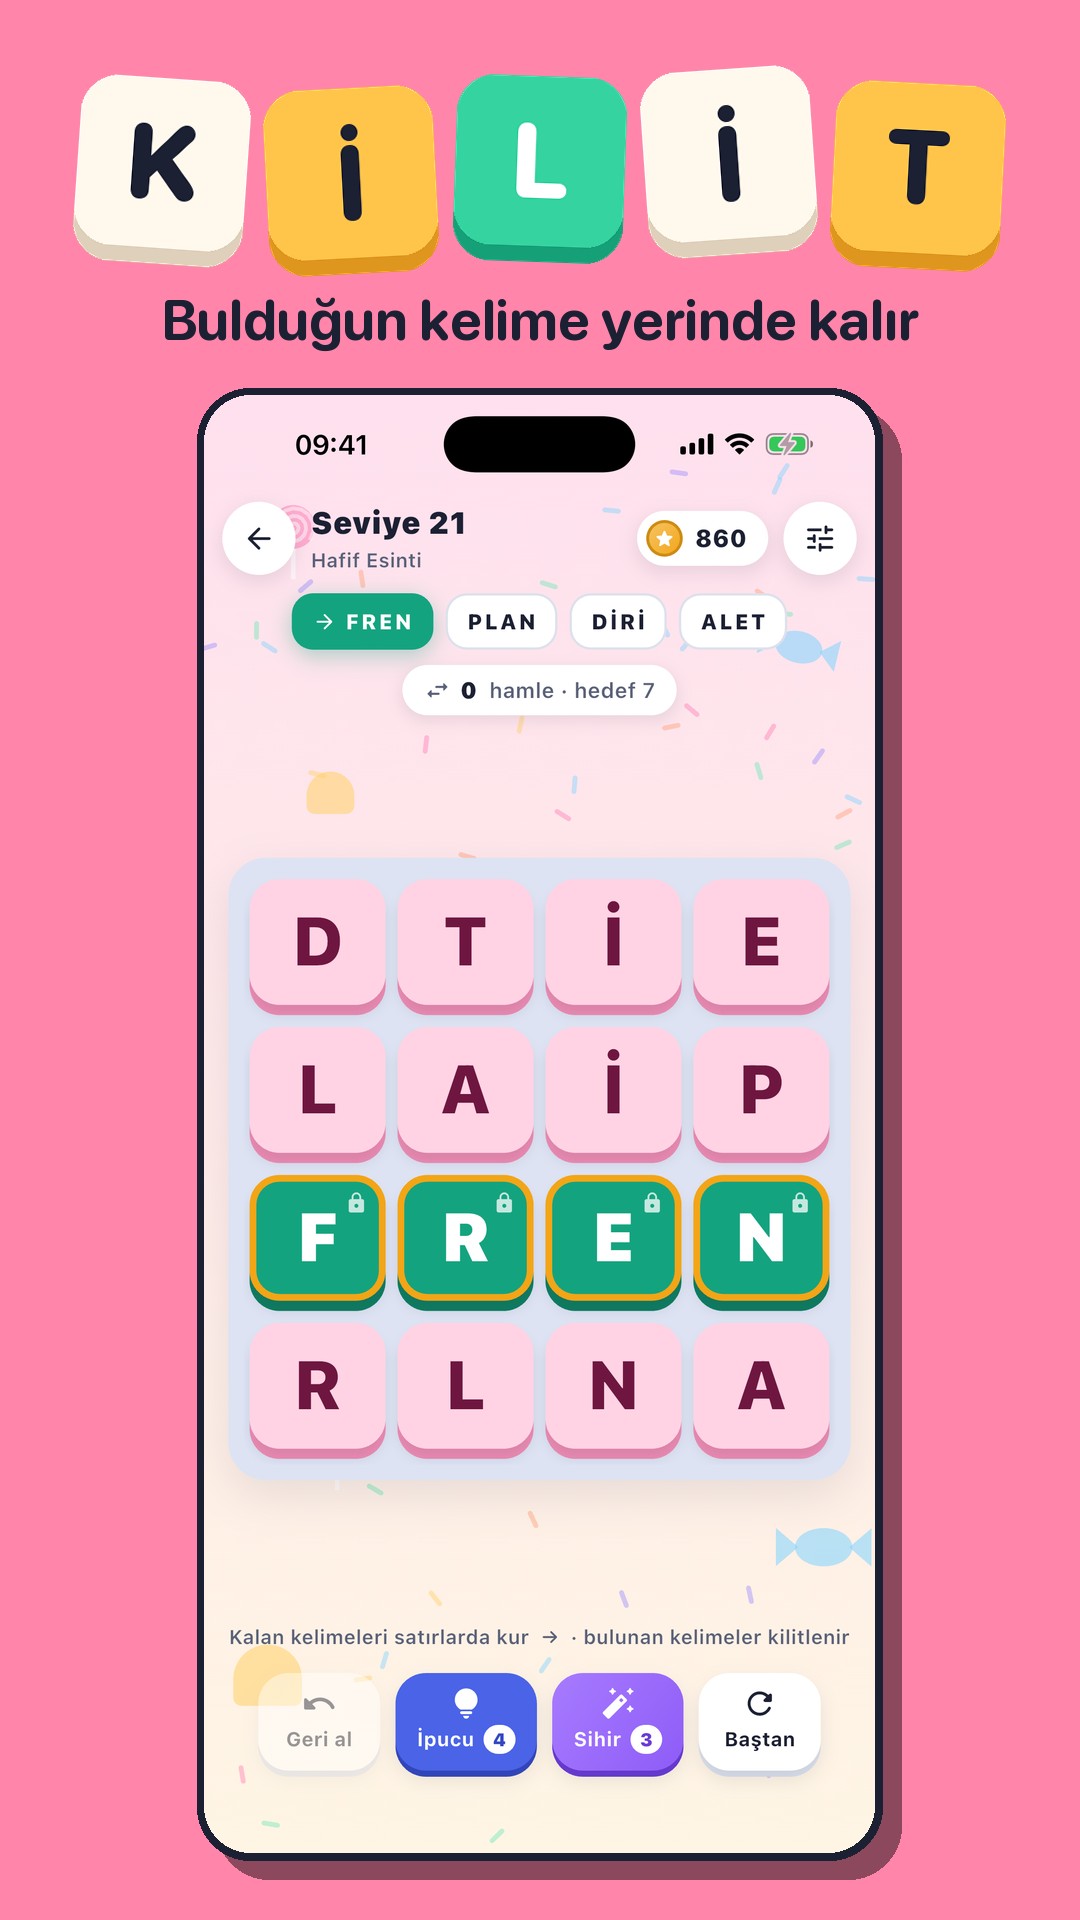 KİLİT
Bulduğun kelime yerinde kalır
09:41
Seviye 21
Hafif Esinti
860
→ FREN PLAN DİRİ ALET
0 hamle · hedef 7
D T İ E
L A İ P
F R E N
R L N A
Kalan kelimeleri satırlarda kur → · bulunan kelimeler kilitlenir
Geri al İpucu 4 Sihir 3 Baştan